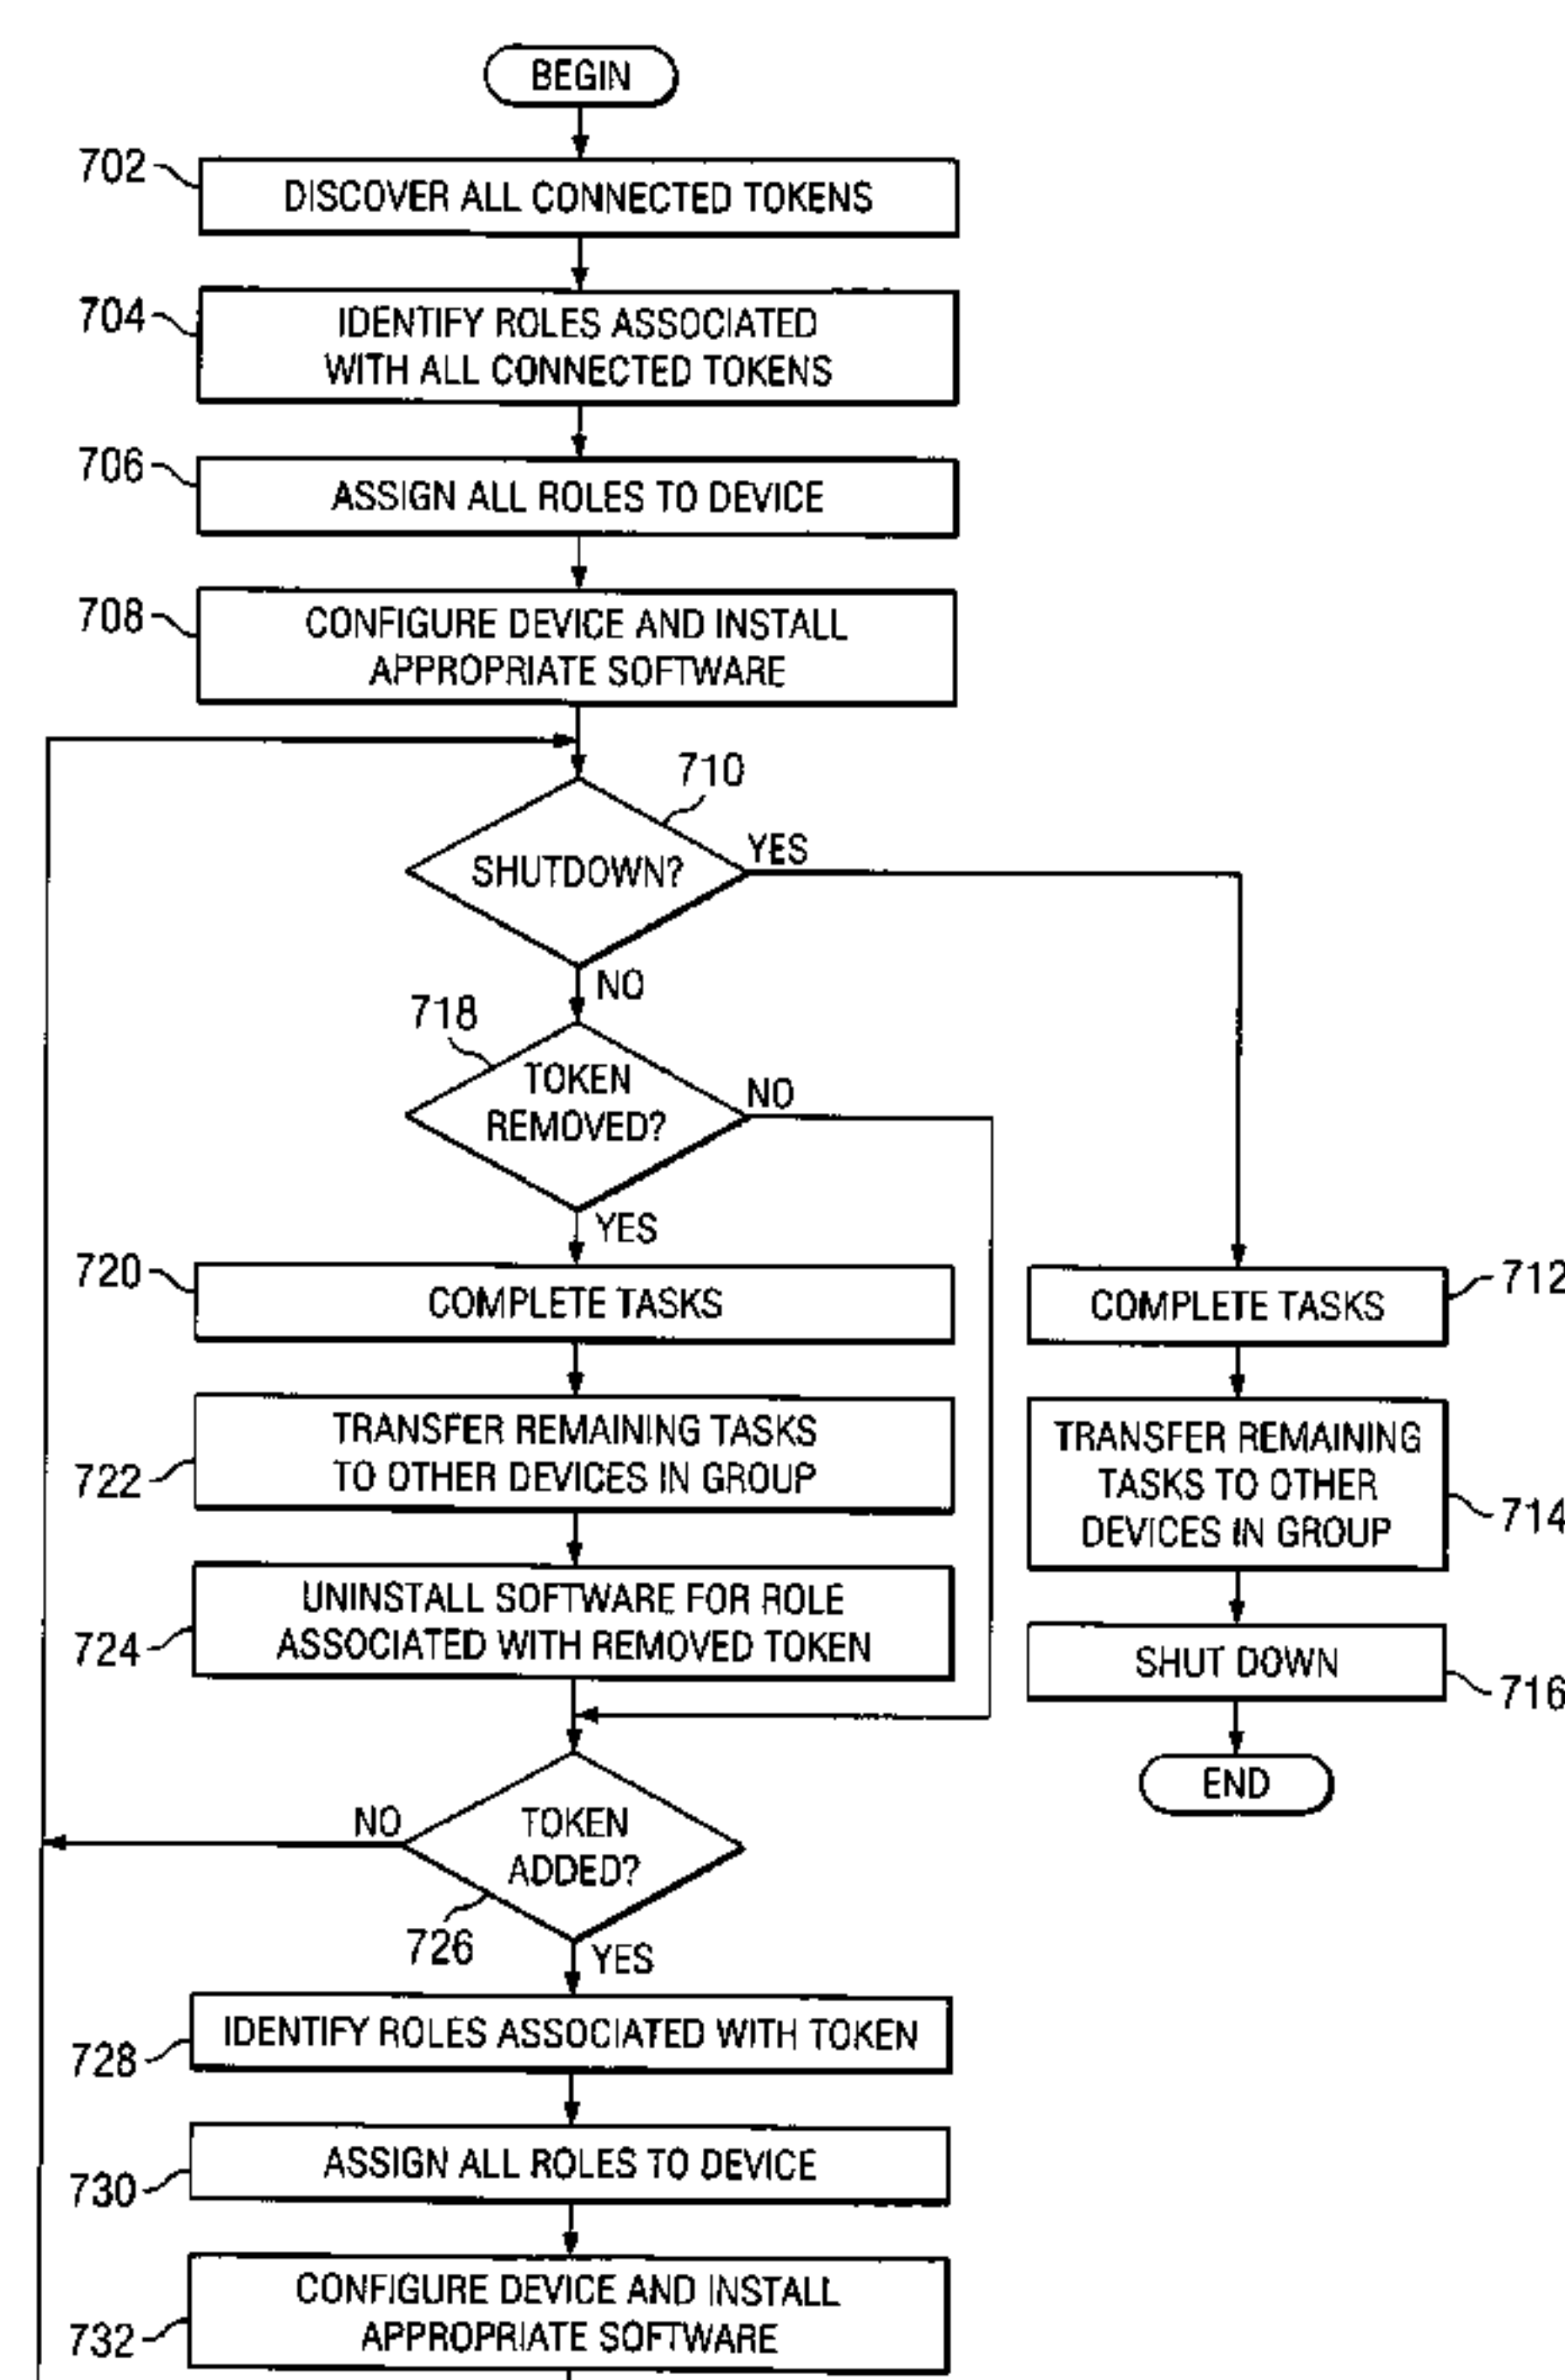 BEGIN
702
DISCOVER ALL CONNECTED TOKENS
704
IDENTIFY ROLES ASSOCIATED
WITH ALL CONNECTED TOKENS
706
ASSIGN ALL ROLES TO DEVICE
708
CONFIGURE DEVICE AND INSTALL
APPROPRIATE SOFTWARE
710
SHUTDOWN?
YES
NO
718
TOKEN
REMOVED?
NO
YES
720
COMPLETE TASKS
722
TRANSFER REMAINING TASKS
TO OTHER DEVICES IN GROUP
724
UNINSTALL SOFTWARE FOR ROLE
ASSOCIATED WITH REMOVED TOKEN
712
COMPLETE TASKS
714
TRANSFER REMAINING
TASKS TO OTHER
DEVICES IN GROUP
716
SHUT DOWN
END
NO
TOKEN
ADDED?
726
YES
728
IDENTIFY ROLES ASSOCIATED WITH TOKEN
730
ASSIGN ALL ROLES TO DEVICE
732
CONFIGURE DEVICE AND INSTALL
APPROPRIATE SOFTWARE